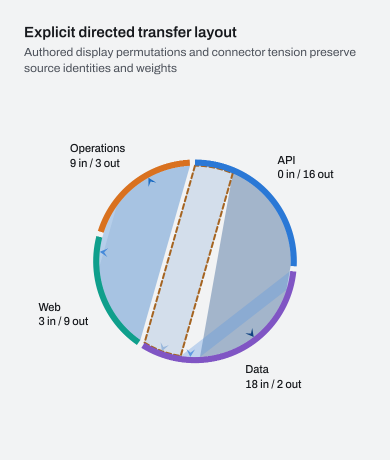 Explicit directed transfer layout
Authored display permutations and connector tension preserve
source identities and weights
Operations
9 in / 3 out
API
0 in / 16 out
Web
3 in / 9 out
Data
18 in / 2 out